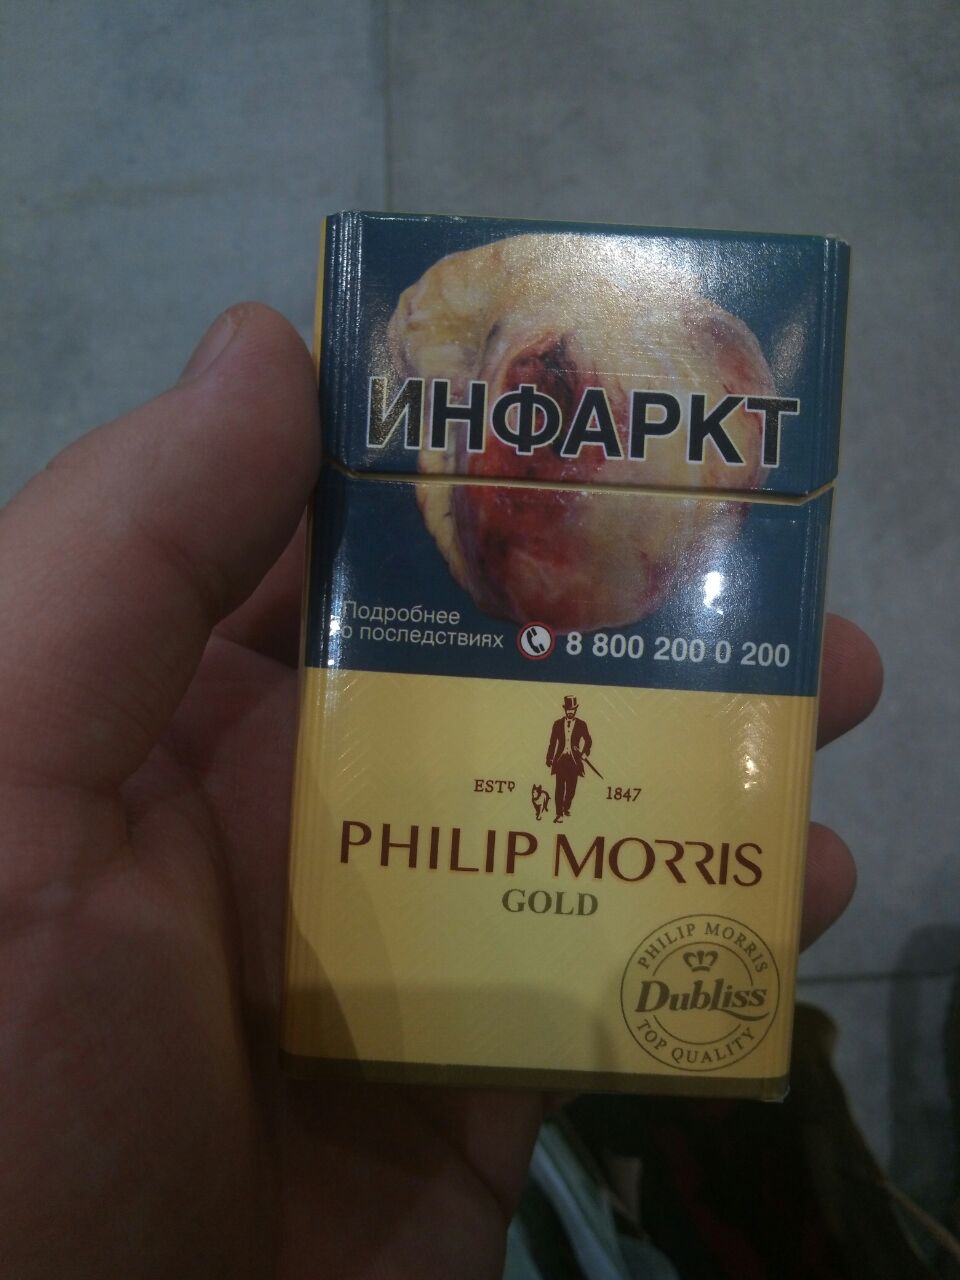 ИНФАРКТ
Подробнее
о последствиях
8 800 200 0 200
ESTD 1847
PHILIP MORRIS
GOLD
PHILIP MORRIS
Dubliss
TOP QUALITY